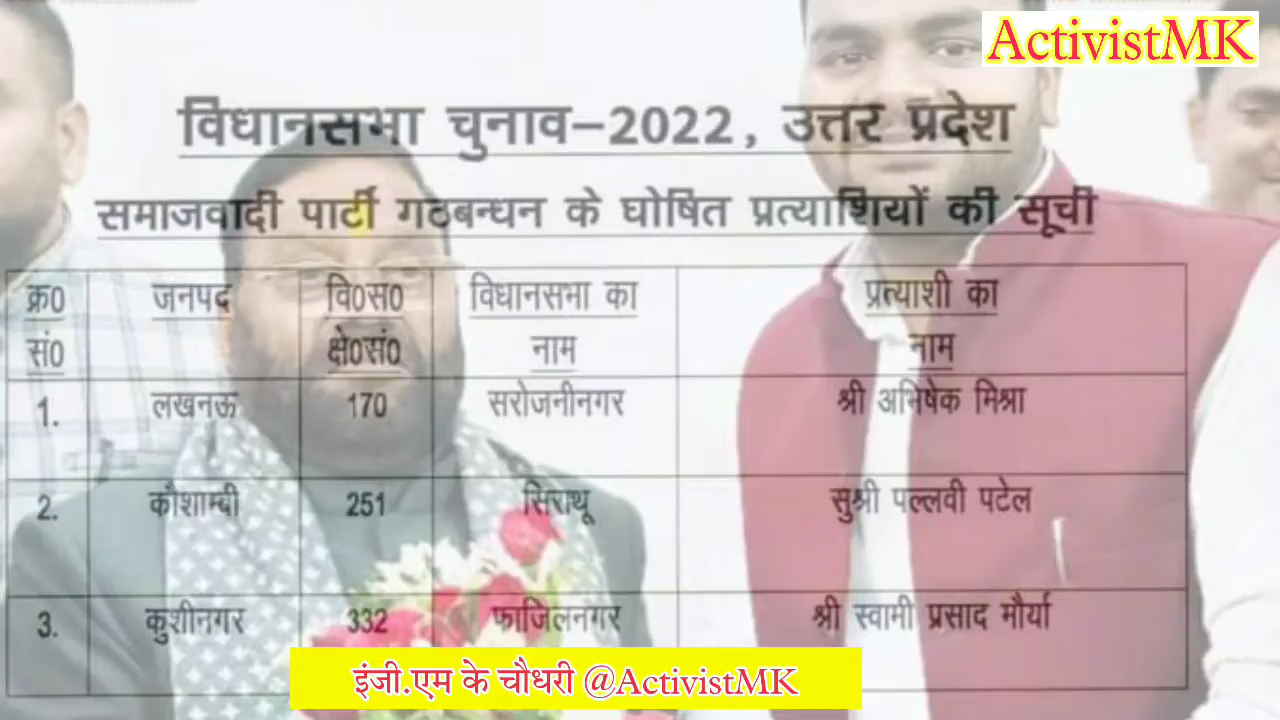 ActivistMK
विधानसभा चुनाव–2022, उत्तर प्रदेश
समाजवादी पार्टी गठबन्धन के घोषित प्रत्याशियों की सूची
क्र0 सं0 जनपद वि0स0 क्षे0सं0 विधानसभा का नाम प्रत्याशी का नाम
1. लखनऊ 170 सरोजनीनगर श्री अभिषेक मिश्रा
2. कौशाम्बी 251 सिराथू सुश्री पल्लवी पटेल
3. कुशीनगर 332 फाजिलनगर श्री स्वामी प्रसाद मौर्या
इंजी.एम के चौधरी @ActivistMK